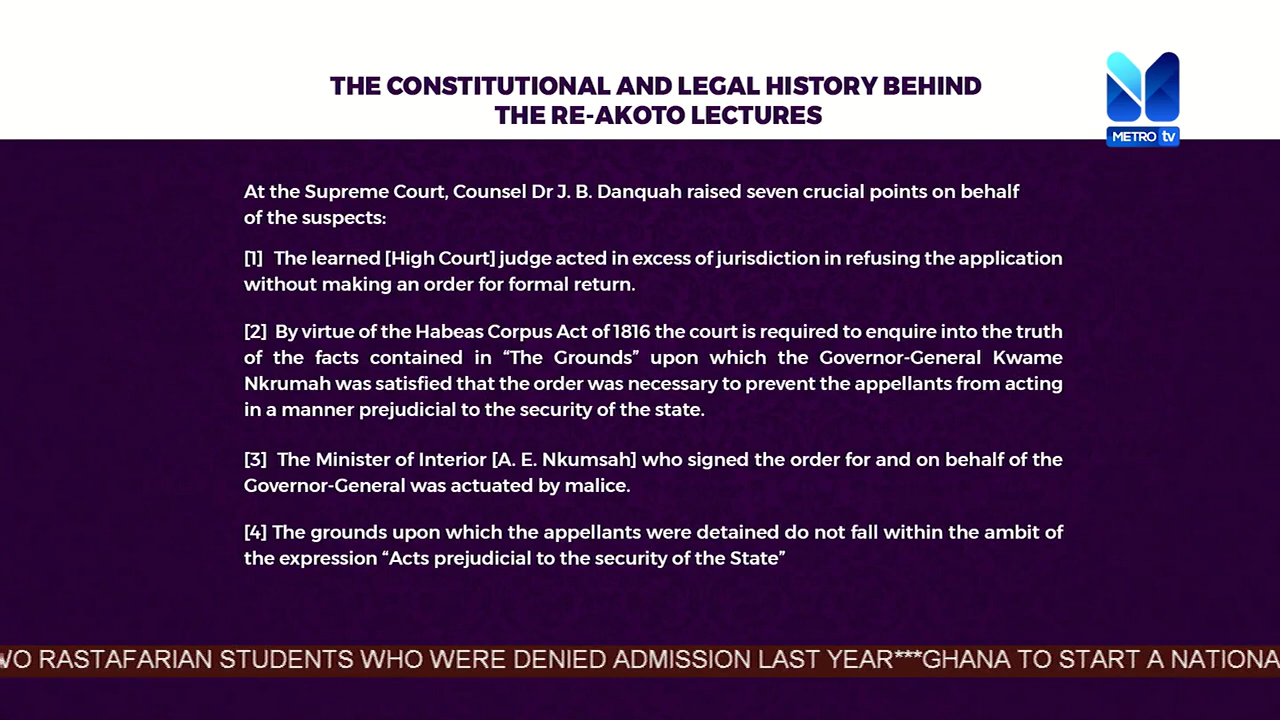 THE CONSTITUTIONAL AND LEGAL HISTORY BEHIND
THE RE-AKOTO LECTURES
METRO tv
At the Supreme Court, Counsel Dr J. B. Danquah raised seven crucial points on behalf
of the suspects:
[1] The learned [High Court] judge acted in excess of jurisdiction in refusing the application
without making an order for formal return.
[2] By virtue of the Habeas Corpus Act of 1816 the court is required to enquire into the truth
of the facts contained in “The Grounds” upon which the Governor-General Kwame
Nkrumah was satisfied that the order was necessary to prevent the appellants from acting
in a manner prejudicial to the security of the state.
[3] The Minister of Interior [A. E. Nkumsah] who signed the order for and on behalf of the
Governor-General was actuated by malice.
[4] The grounds upon which the appellants were detained do not fall within the ambit of
the expression “Acts prejudicial to the security of the State”
RASTAFARIAN STUDENTS WHO WERE DENIED ADMISSION LAST YEAR***GHANA TO START A